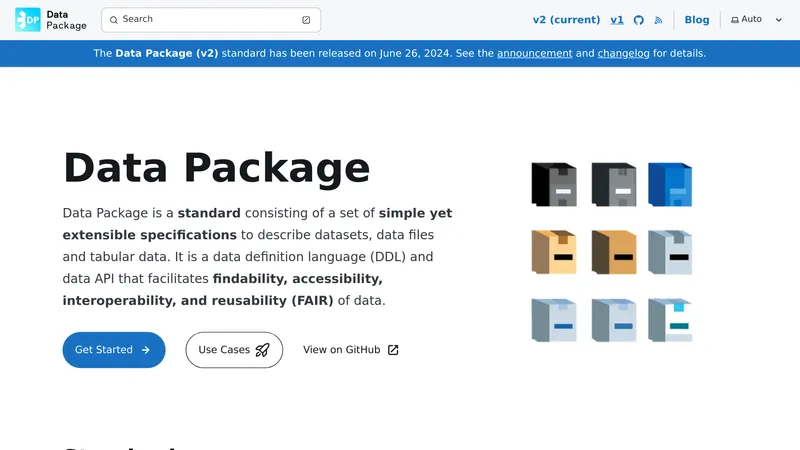 DP
Data
Package
Search
v2 (current)
v1
Blog
Auto
The Data Package (v2) standard has been released on June 26, 2024. See the announcement and changelog for details.
Data Package
Data Package is a standard consisting of a set of simple yet
extensible specifications to describe datasets, data files
and tabular data. It is a data definition language (DDL) and
data API that facilitates findability, accessibility,
interoperability, and reusability (FAIR) of data.
Get Started
Use Cases
View on GitHub